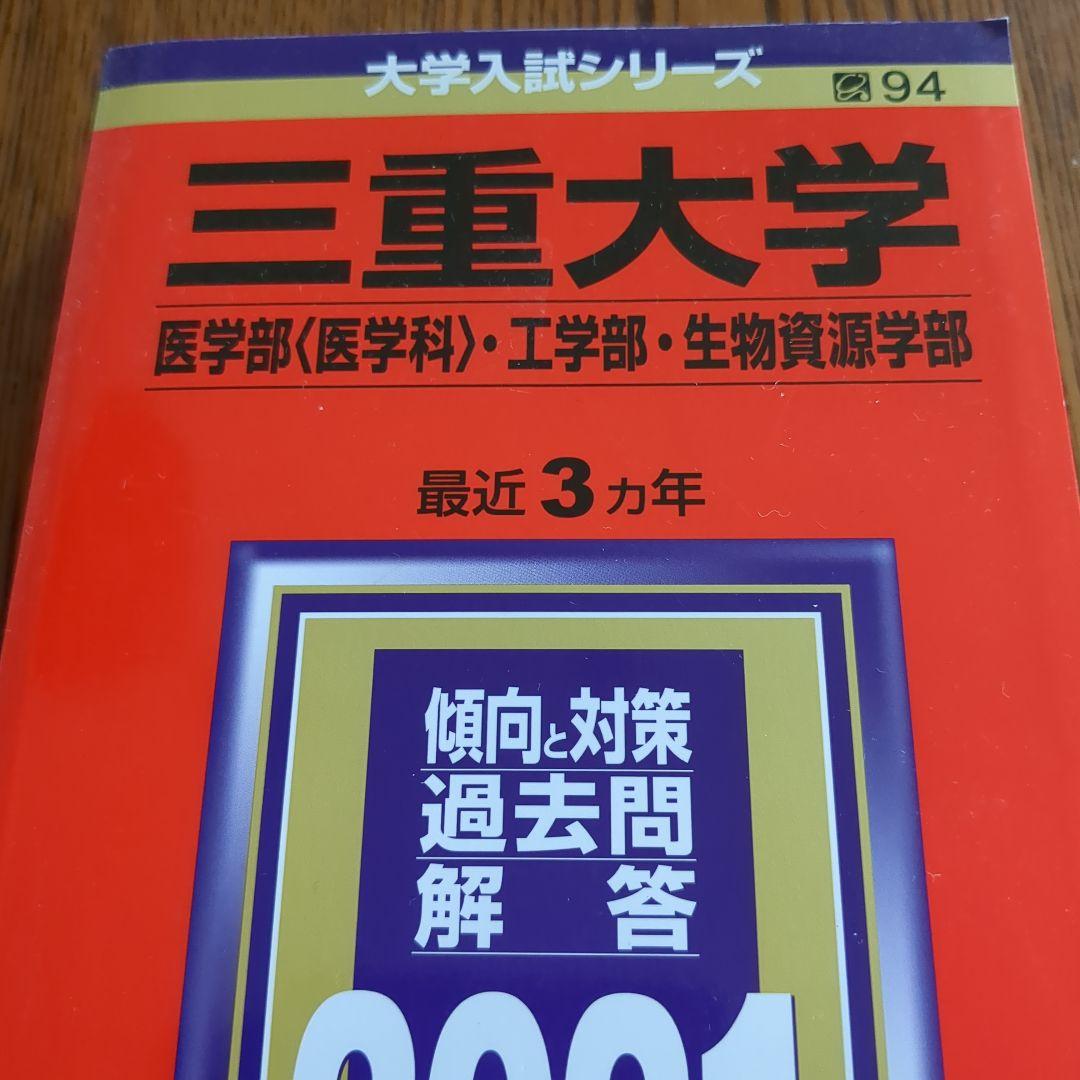 大学入試シリーズ
94
三重大学
医学部〈医学科〉・工学部・生物資源学部
最近3カ年
傾向と対策
過去問
解答
2021